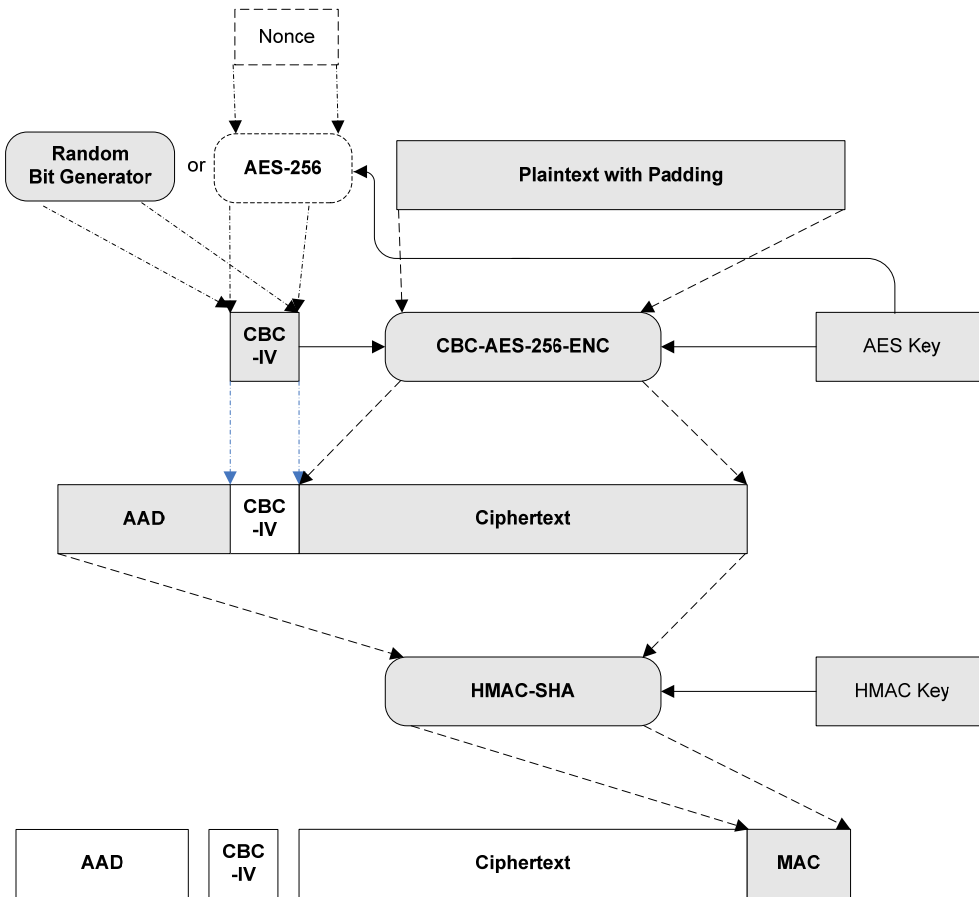 Nonce
Random
Bit Generator
or
AES-256
Plaintext with Padding
CBC
-IV
CBC-AES-256-ENC
AES Key
AAD
CBC
-IV
Ciphertext
HMAC-SHA
HMAC Key
AAD
CBC
-IV
Ciphertext
MAC